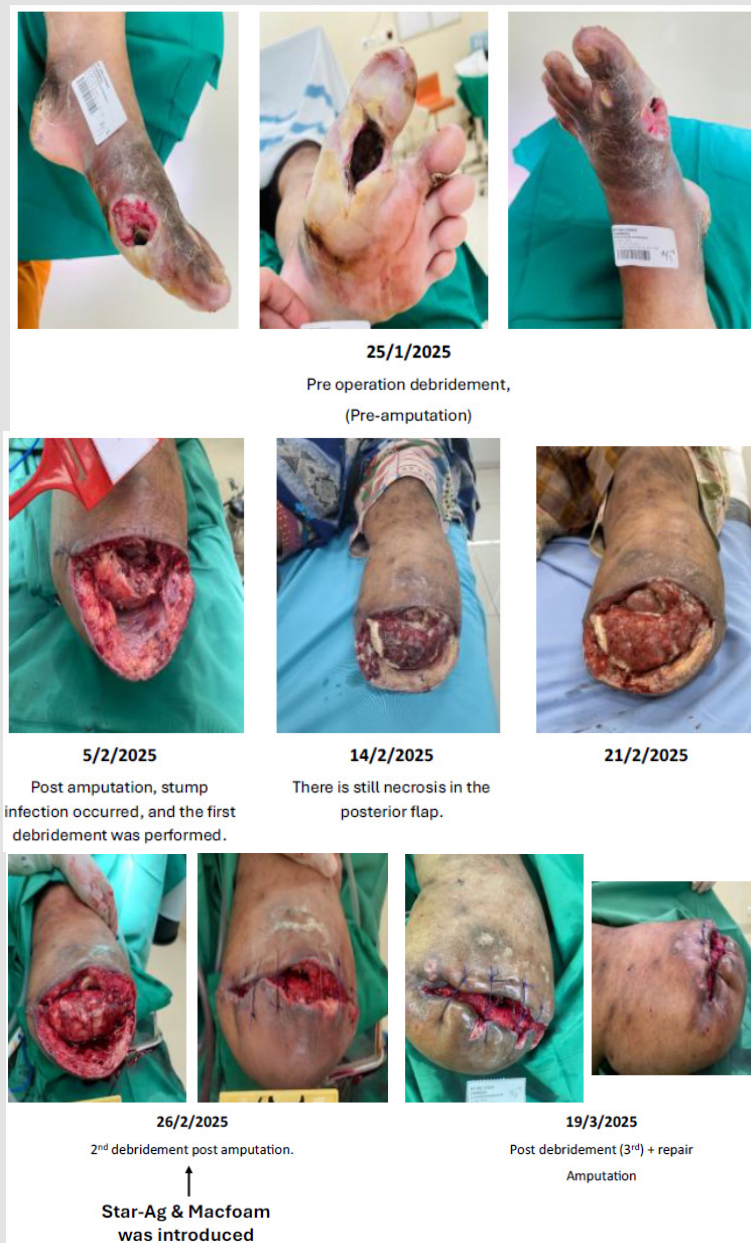 25/1/2025
Pre operation debridement,
(Pre-amputation)
5/2/2025
Post amputation, stump
infection occurred, and the first
debridement was performed.
14/2/2025
There is still necrosis in the
posterior flap.
21/2/2025
26/2/2025
2nd debridement post amputation.
Star-Ag & Macfoam
was introduced
19/3/2025
Post debridement (3rd) + repair
Amputation